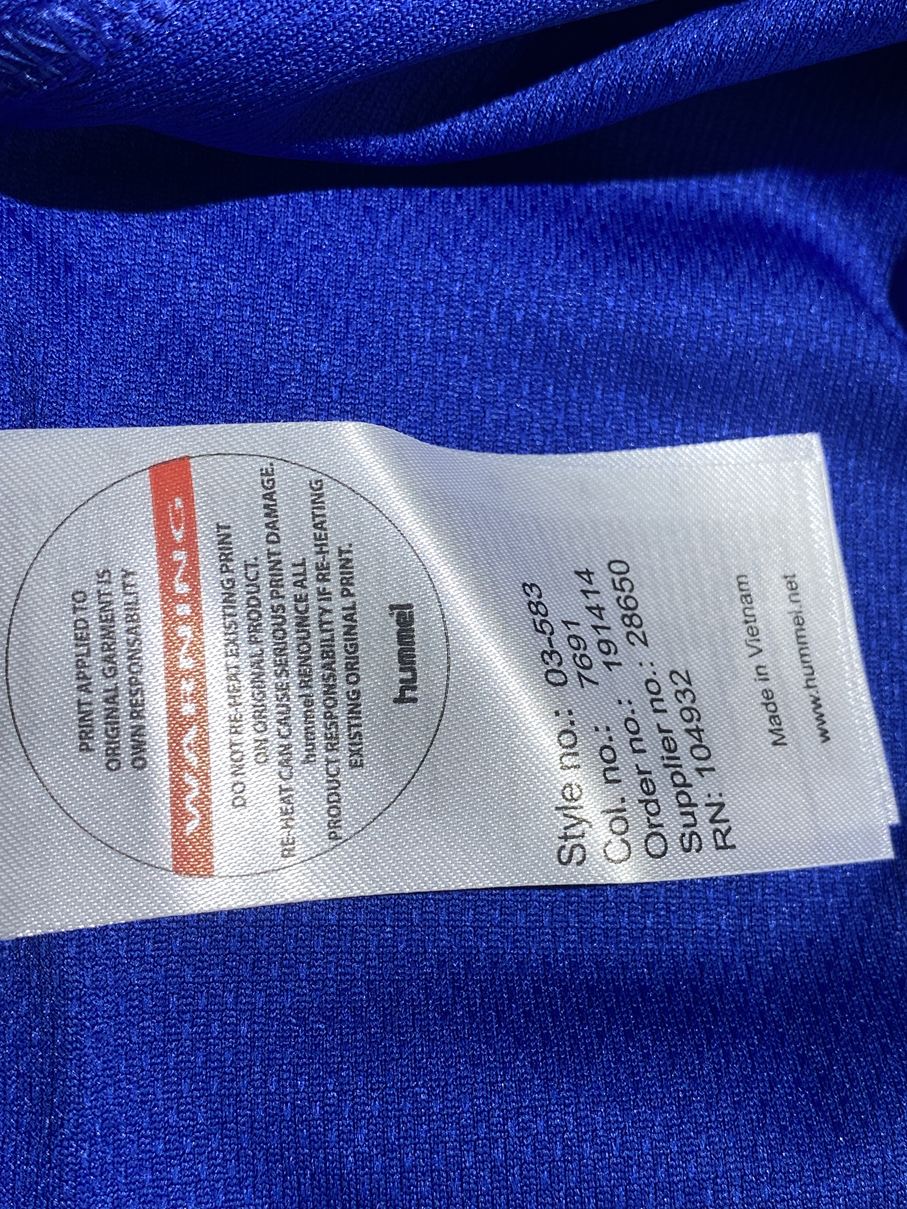 PRINT APPLIED TO
ORIGINAL GARMENT IS
OWN RESPONSABILITY
WARNING
DO NOT RE-HEAT EXISTING PRINT
ON ORIGINAL PRODUCT.
RE-HEAT CAN CAUSE SERIOUS PRINT DAMAGE.
hummel RENOUNCE ALL
PRODUCT RESPONSABILITY IF RE-HEATING
EXISTING ORIGINAL PRINT.
hummel
Style no.: 03-583
Col. no.: 7691
Order no.: 191414
Supplier no.: 28650
RN: 104932
Made in Vietnam
www.hummel.net